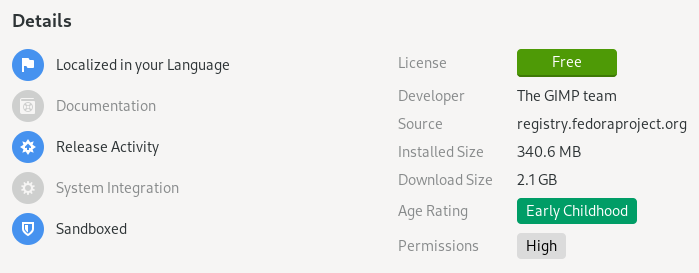 Details
Localized in your Language
Documentation
Release Activity
System Integration
Sandboxed
License Free
Developer The GIMP team
Source registry.fedoraproject.org
Installed Size 340.6 MB
Download Size 2.1 GB
Age Rating Early Childhood
Permissions High